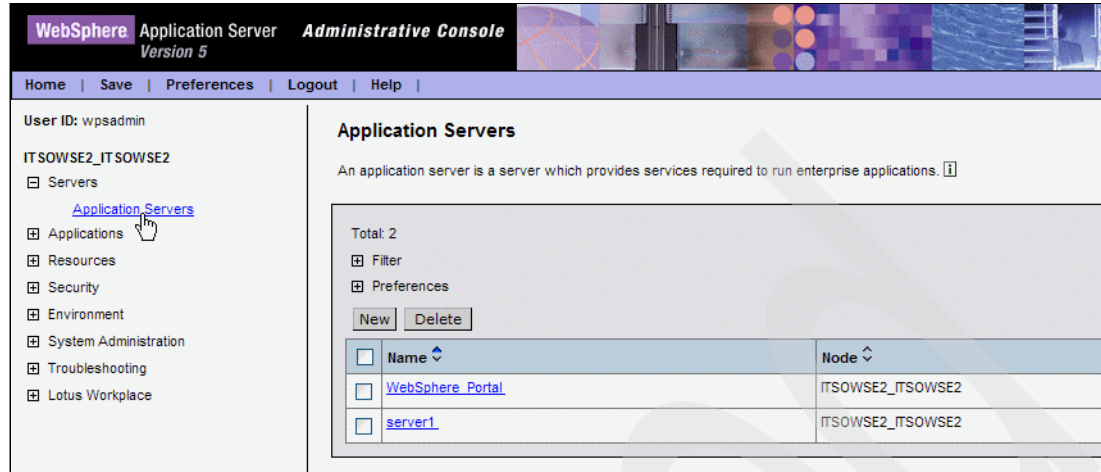 WebSphere Application Server Administrative Console
Version 5
Home | Save | Preferences | Logout | Help |
User ID: wpsadmin
ITSOWSE2_ITSOWSE2
Servers
Application Servers
Applications
Resources
Security
Environment
System Administration
Troubleshooting
Lotus Workplace
Application Servers
An application server is a server which provides services required to run enterprise applications. i
Total: 2
Filter
Preferences
New Delete
Name Node
WebSphere_Portal ITSOWSE2_ITSOWSE2
server1 ITSOWSE2_ITSOWSE2